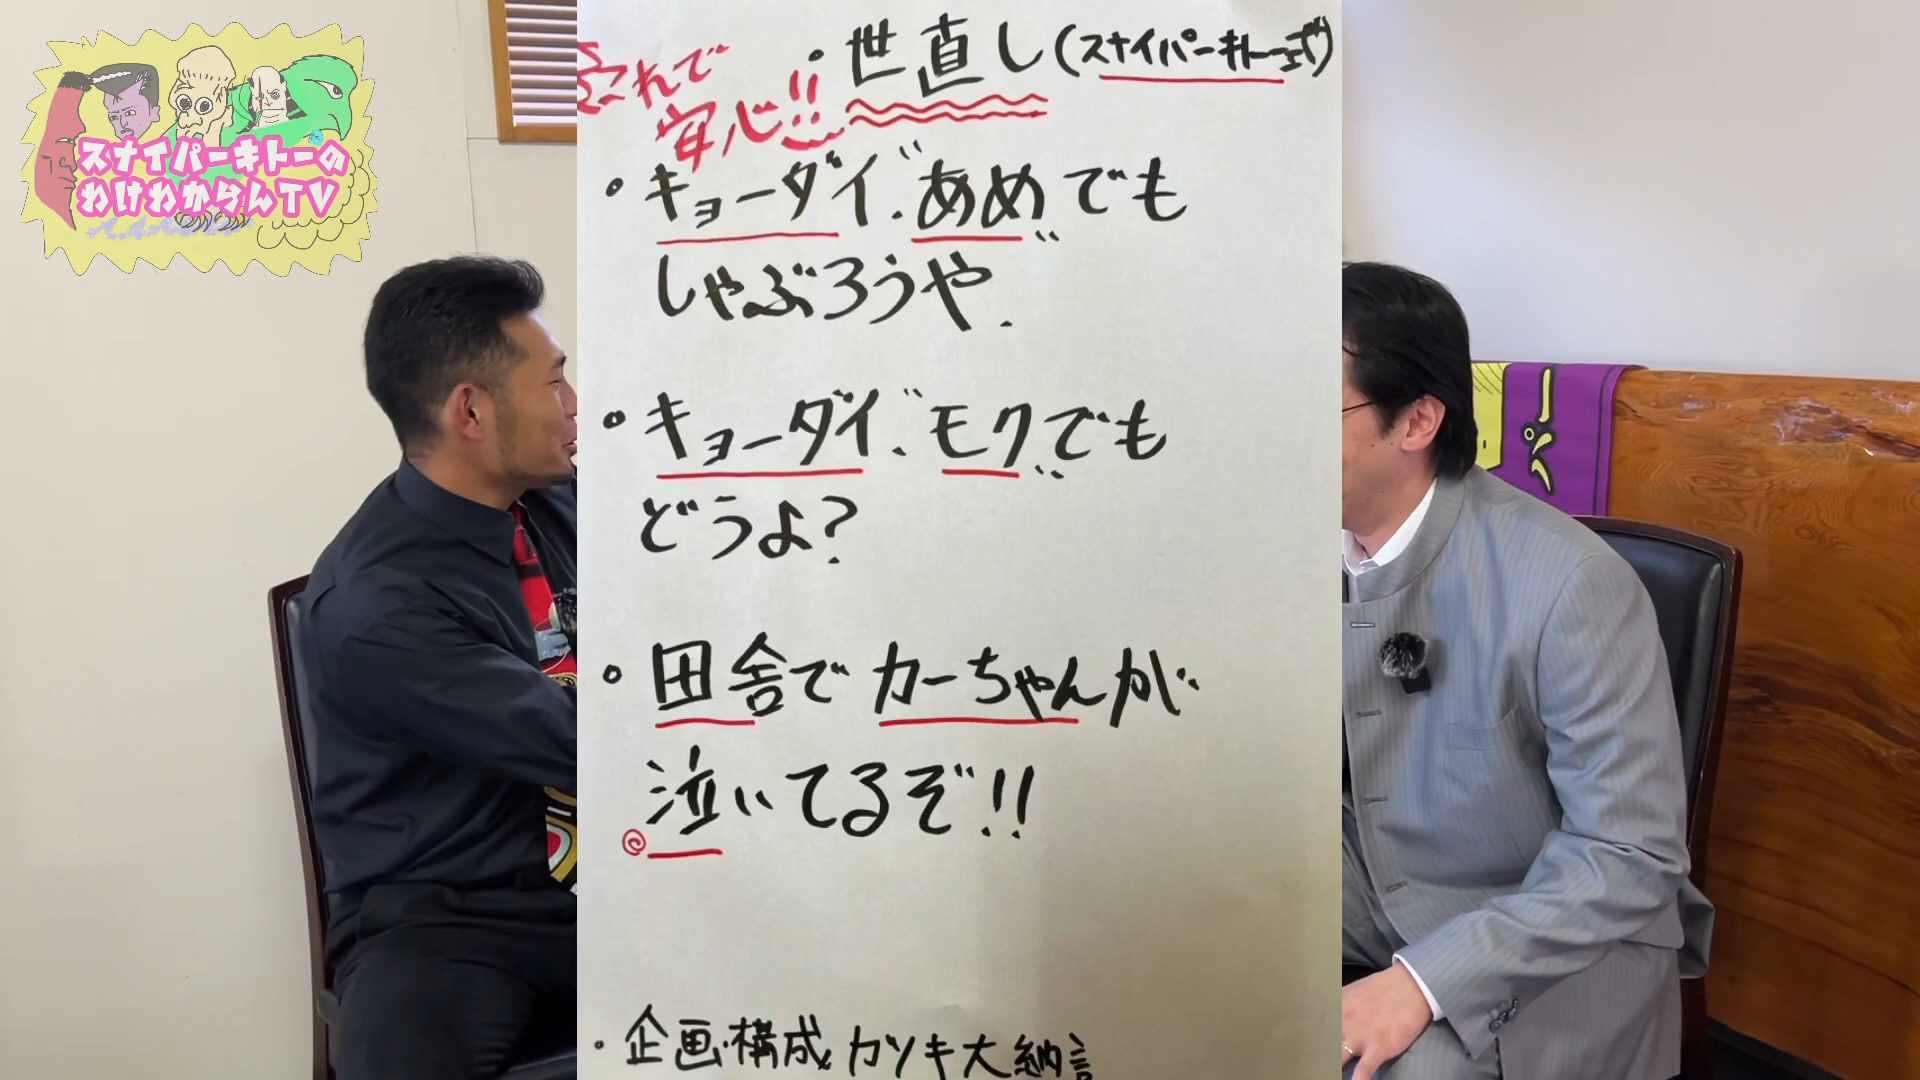 スナイパーキトーの
わけわからんTV
これで
安心!!
・世直し(スナイパーキトー式)
・キョーダイ、あめでも
しゃぶろうや、
・キョーダイ、モクでも
どうよ?
・田舎でカーちゃんが
泣いてるぞ!!
・企画・構成 カツキ大納言